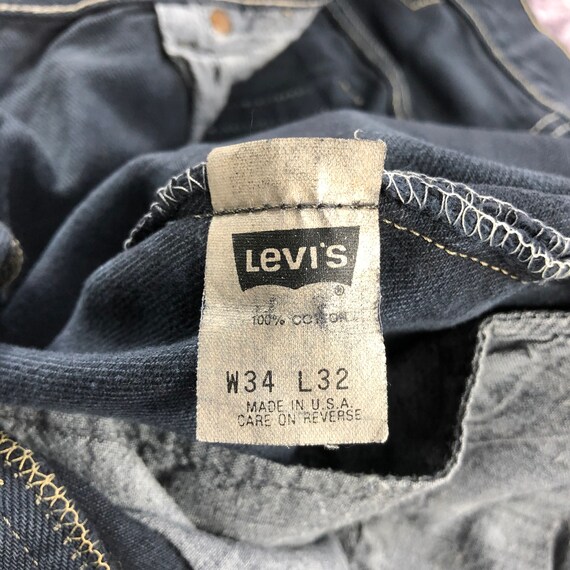 Levi's
®
100% COTTON
W34 L32
MADE IN U.S.A.
CARE ON REVERSE